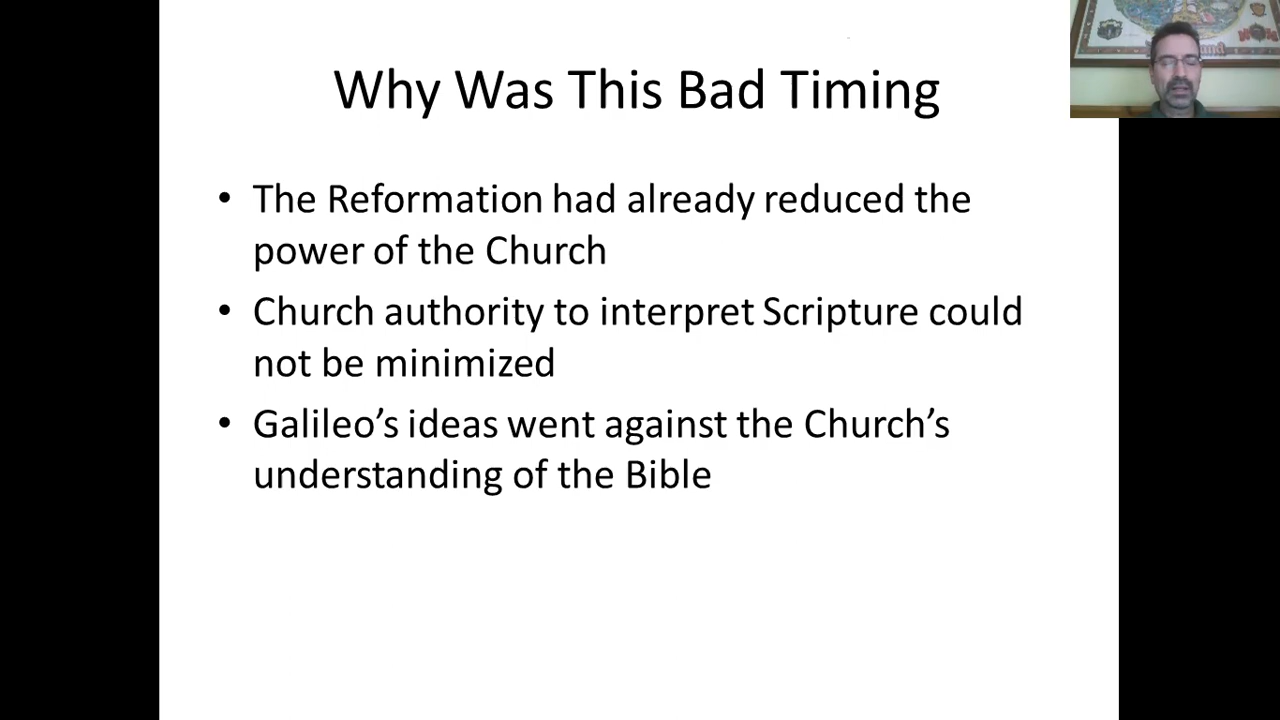 Why Was This Bad Timing
• The Reformation had already reduced the
power of the Church
• Church authority to interpret Scripture could
not be minimized
• Galileo’s ideas went against the Church’s
understanding of the Bible